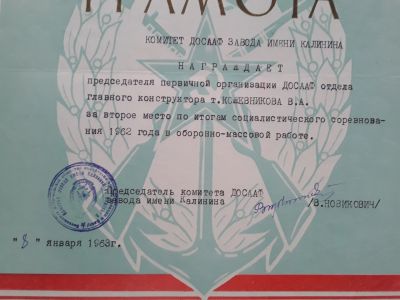 ГРАМОТА
КОМИТЕТ ДОСААФ ЗАВОДА ИМЕНИ КАЛИНИНА
НАГРАЖДАЕТ
председателя первичной организации ДОСААФ отдела
главного конструктора т.КОЖЕВНИКОВА В.А.
за второе место по итогам социалистического соревнова-
ния 1962 года в оборонно-массовой работе.
Председатель комитета ДОСААФ
завода имени Калинина /В.НОВИКОВИЧ/
"8" января 1963г.